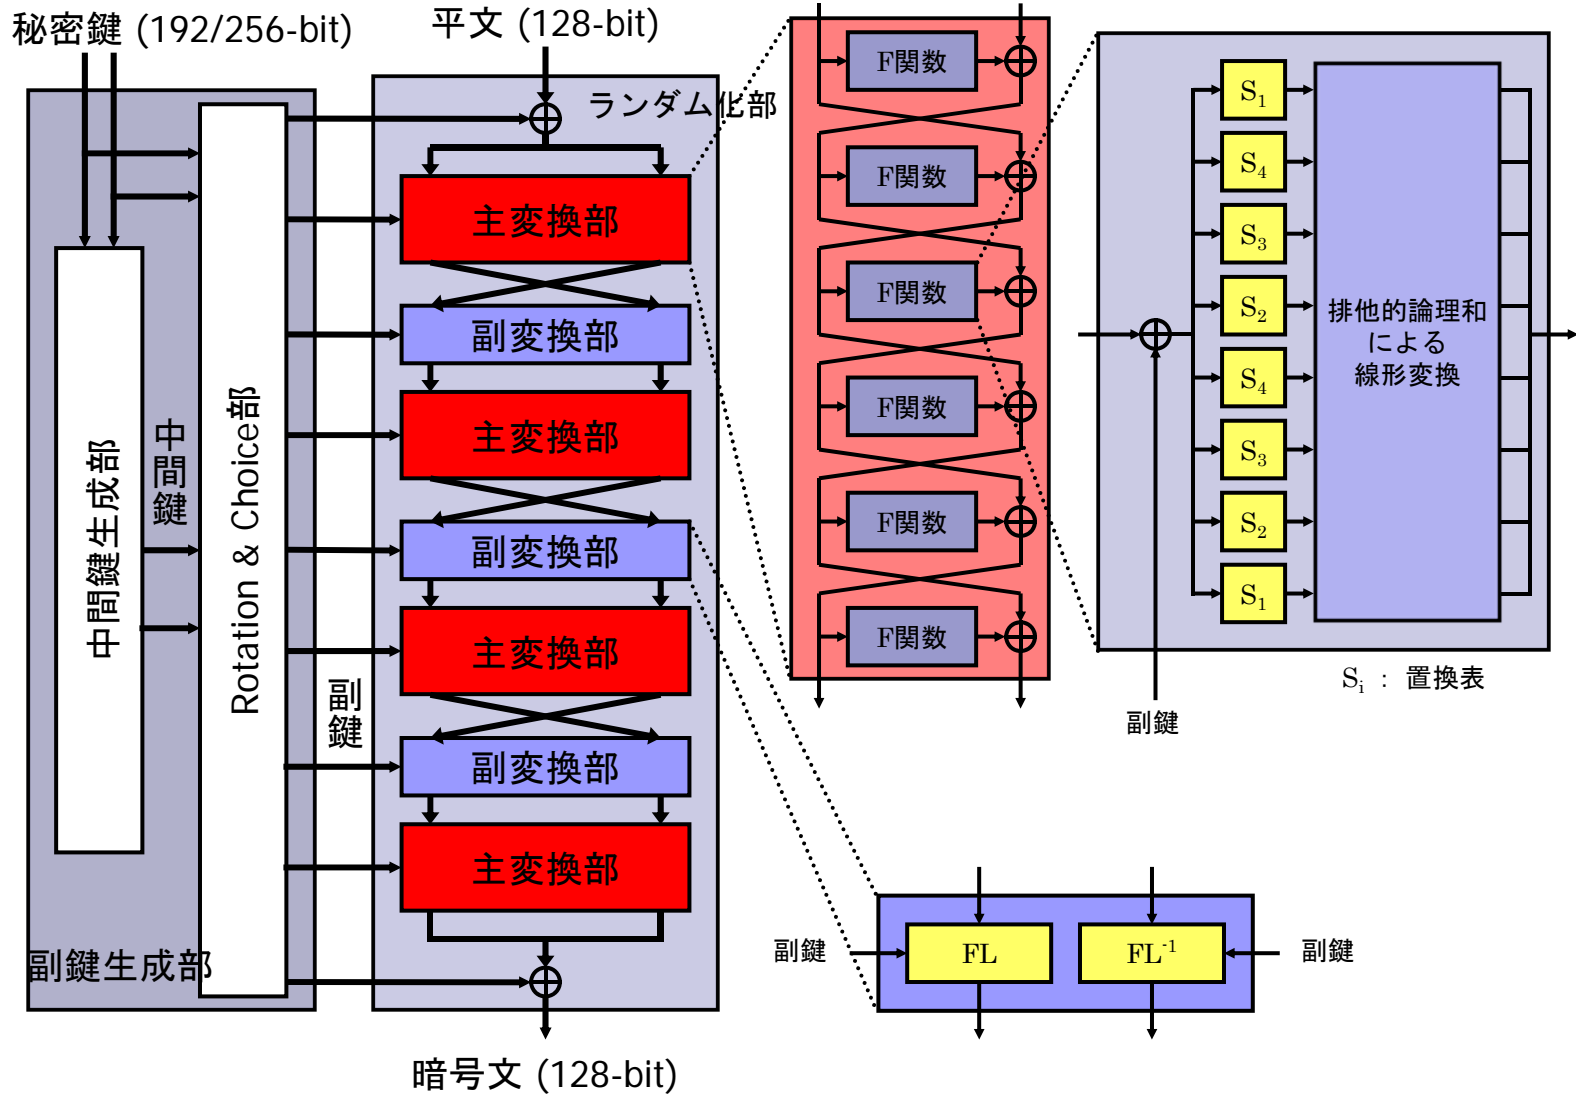 秘密鍵 (192/256-bit)
平文 (128-bit)
ランダム化部
主変換部
副変換部
主変換部
副変換部
主変換部
副変換部
主変換部
中間鍵生成部
中間鍵
Rotation & Choice部
副鍵
副鍵生成部
暗号文 (128-bit)
F関数
F関数
F関数
F関数
F関数
F関数
S1
S4
S3
S2
S4
S3
S2
S1
排他的論理和
による
線形変換
Si : 置換表
副鍵
副鍵
FL
FL-1
副鍵